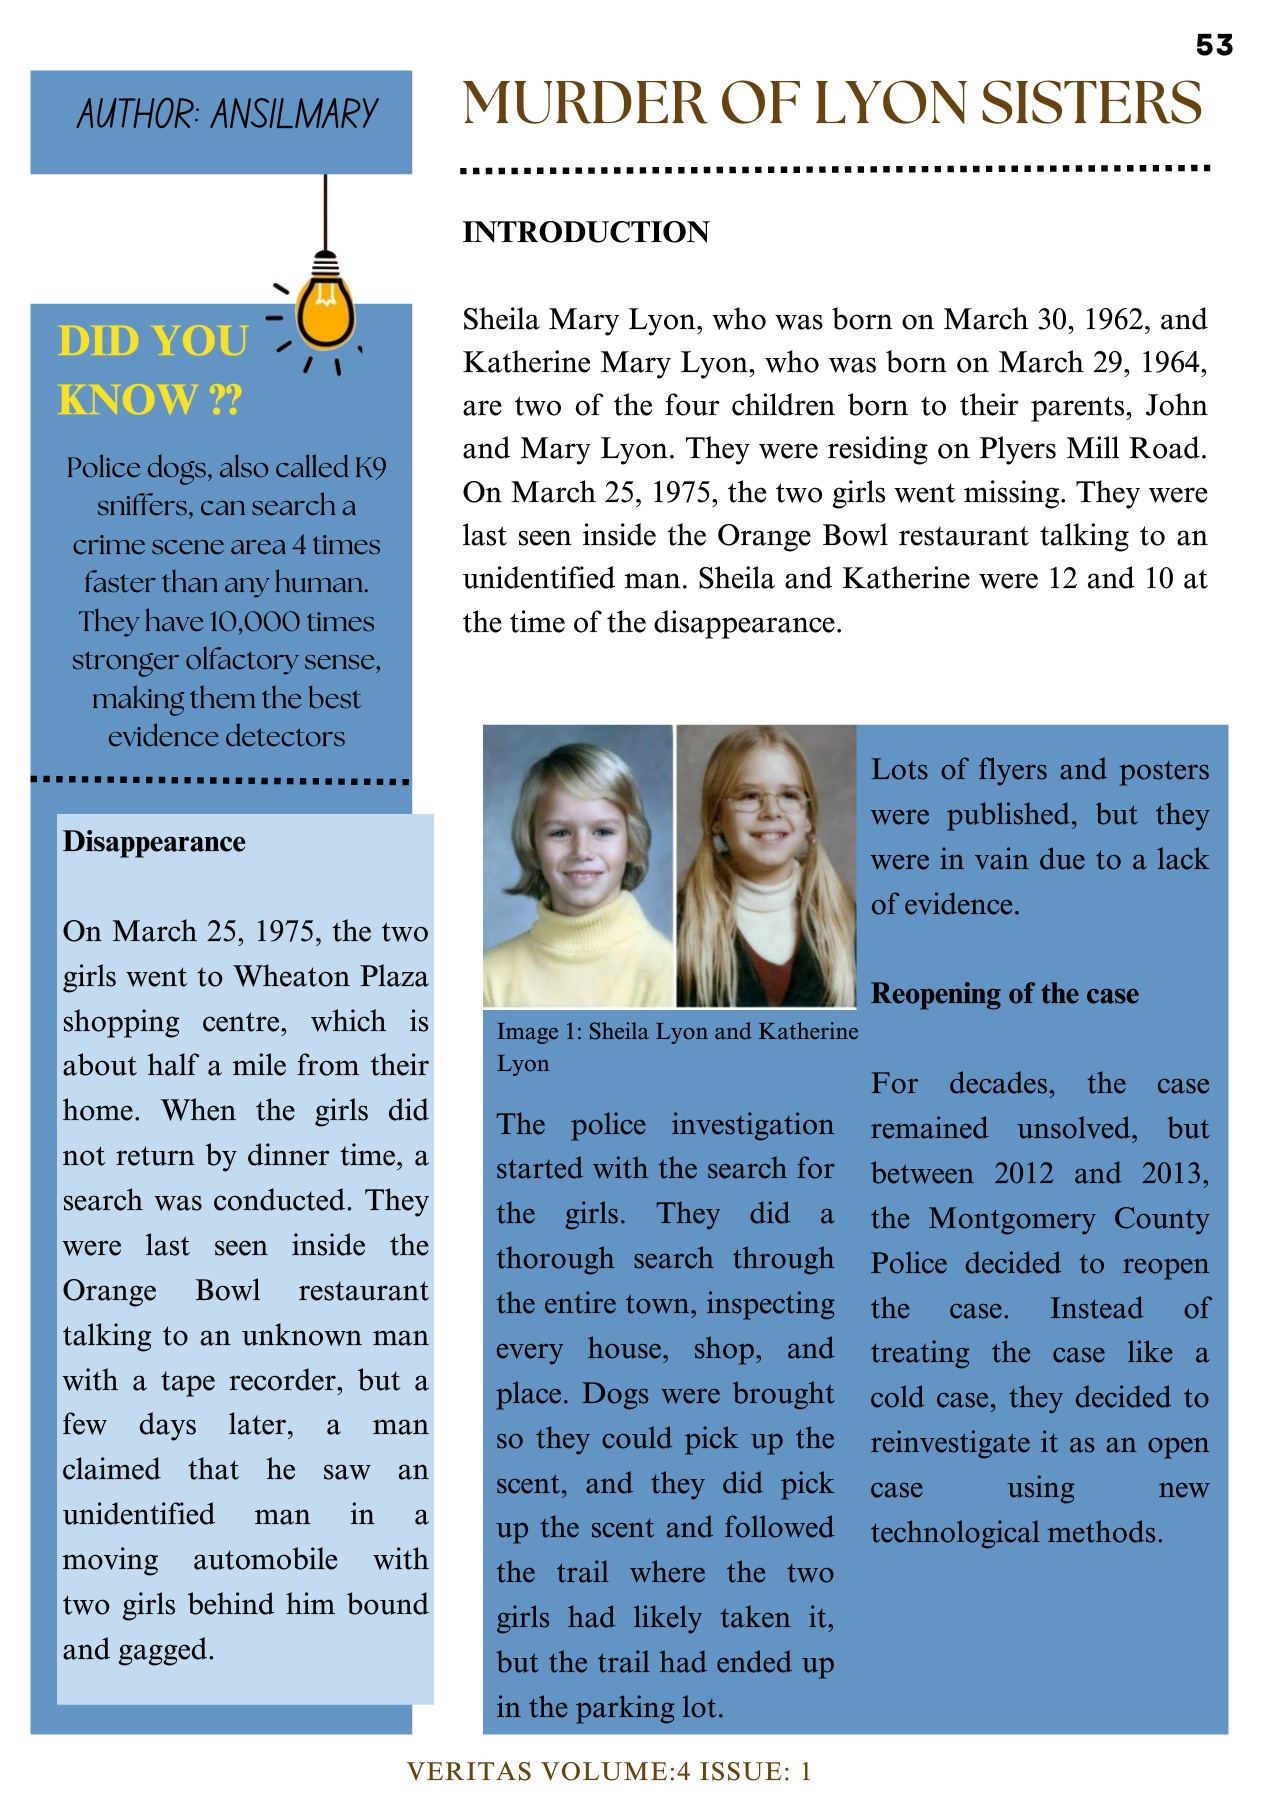 53
AUTHOR: ANSILMARY
MURDER OF LYON SISTERS
INTRODUCTION
Sheila Mary Lyon, who was born on March 30, 1962, and
Katherine Mary Lyon, who was born on March 29, 1964,
are two of the four children born to their parents, John
and Mary Lyon. They were residing on Plyers Mill Road.
On March 25, 1975, the two girls went missing. They were
last seen inside the Orange Bowl restaurant talking to an
unidentified man. Sheila and Katherine were 12 and 10 at
the time of the disappearance.
DID YOU
KNOW ??
Police dogs, also called K9
sniffers, can search a
crime scene area 4 times
faster than any human.
They have 10,000 times
stronger olfactory sense,
making them the best
evidence detectors
Disappearance
On March 25, 1975, the two
girls went to Wheaton Plaza
shopping centre, which is
about half a mile from their
home. When the girls did
not return by dinner time, a
search was conducted. They
were last seen inside the
Orange Bowl restaurant
talking to an unknown man
with a tape recorder, but a
few days later, a man
claimed that he saw an
unidentified man in a
moving automobile with
two girls behind him bound
and gagged.
Image 1: Sheila Lyon and Katherine
Lyon
The police investigation
started with the search for
the girls. They did a
thorough search through
the entire town, inspecting
every house, shop, and
place. Dogs were brought
so they could pick up the
scent, and they did pick
up the scent and followed
the trail where the two
girls had likely taken it,
but the trail had ended up
in the parking lot.
Lots of flyers and posters
were published, but they
were in vain due to a lack
of evidence.
Reopening of the case
For decades, the case
remained unsolved, but
between 2012 and 2013,
the Montgomery County
Police decided to reopen
the case. Instead of
treating the case like a
cold case, they decided to
reinvestigate it as an open
case using new
technological methods.
VERITAS VOLUME:4 ISSUE: 1